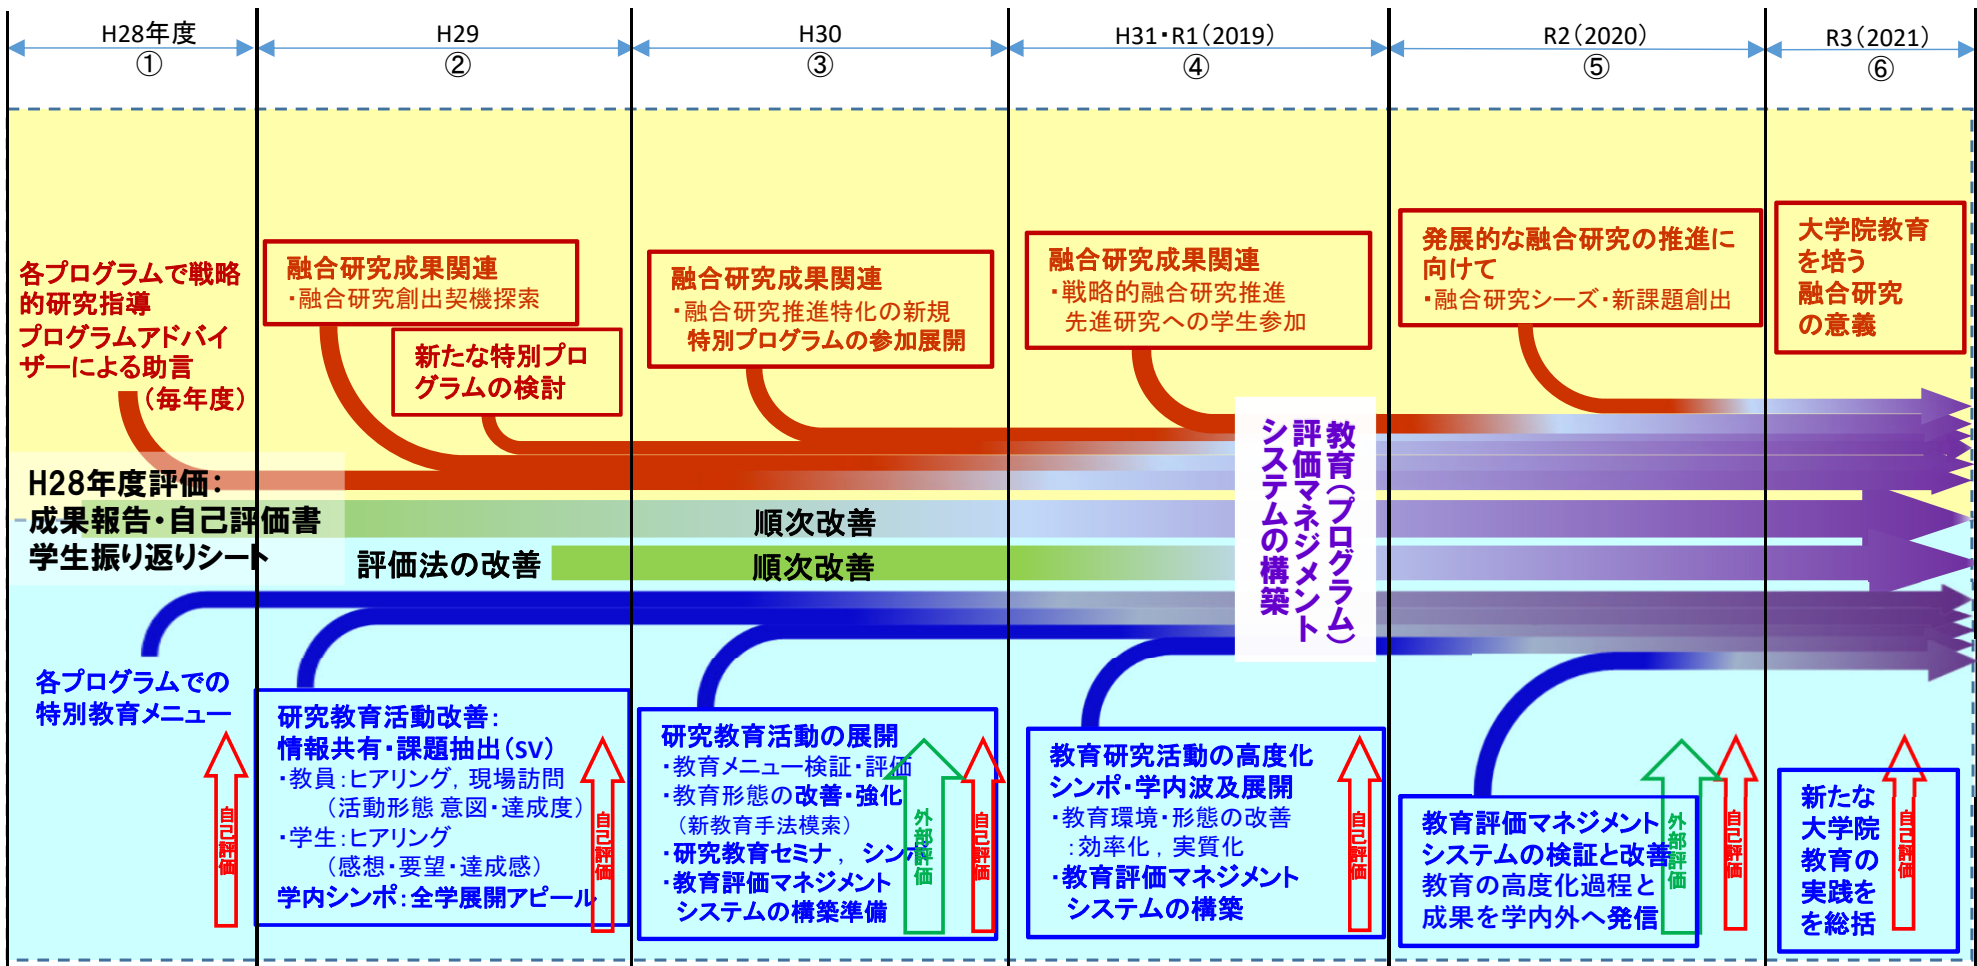 H28年度
①
H29
②
H30
③
H31・R1(2019)
④
R2(2020)
⑤
R3(2021)
⑥
各プログラムで戦略
的研究指導
プログラムアドバイ
ザーによる助言
(毎年度)
融合研究成果関連
・融合研究創出契機探索
新たな特別プロ
グラムの検討
融合研究成果関連
・融合研究推進特化の新規
特別プログラムの参加展開
融合研究成果関連
・戦略的融合研究推進
先進研究への学生参加
発展的な融合研究の推進に
向けて
・融合研究シーズ・新課題創出
大学院教育
を培う
融合研究
の意義
H28年度評価:
成果報告・自己評価書
学生振り返りシート
順次改善
評価法の改善
順次改善
教育(プログラム)
評価マネジメント
システムの構築
各プログラムでの
特別教育メニュー
自己評価
研究教育活動改善:
情報共有・課題抽出(SV)
・教員:ヒアリング,現場訪問
(活動形態 意図・達成度)
・学生:ヒアリング
(感想・要望・達成感)
学内シンポ:全学展開アピール
自己評価
研究教育活動の展開
・教育メニュー検証・評価
・教育形態の改善・強化
(新教育手法模索)
・研究教育セミナ,シンポ
・教育評価マネジメント
システムの構築準備
外部評価
自己評価
教育研究活動の高度化
シンポ・学内波及展開
・教育環境・形態の改善
:効率化,実質化
・教育評価マネジメント
システムの構築
自己評価
教育評価マネジメント
システムの検証と改善
教育の高度化過程と
成果を学内外へ発信
外部評価
自己評価
新たな
大学院
教育の
実践を
を総括
自己評価